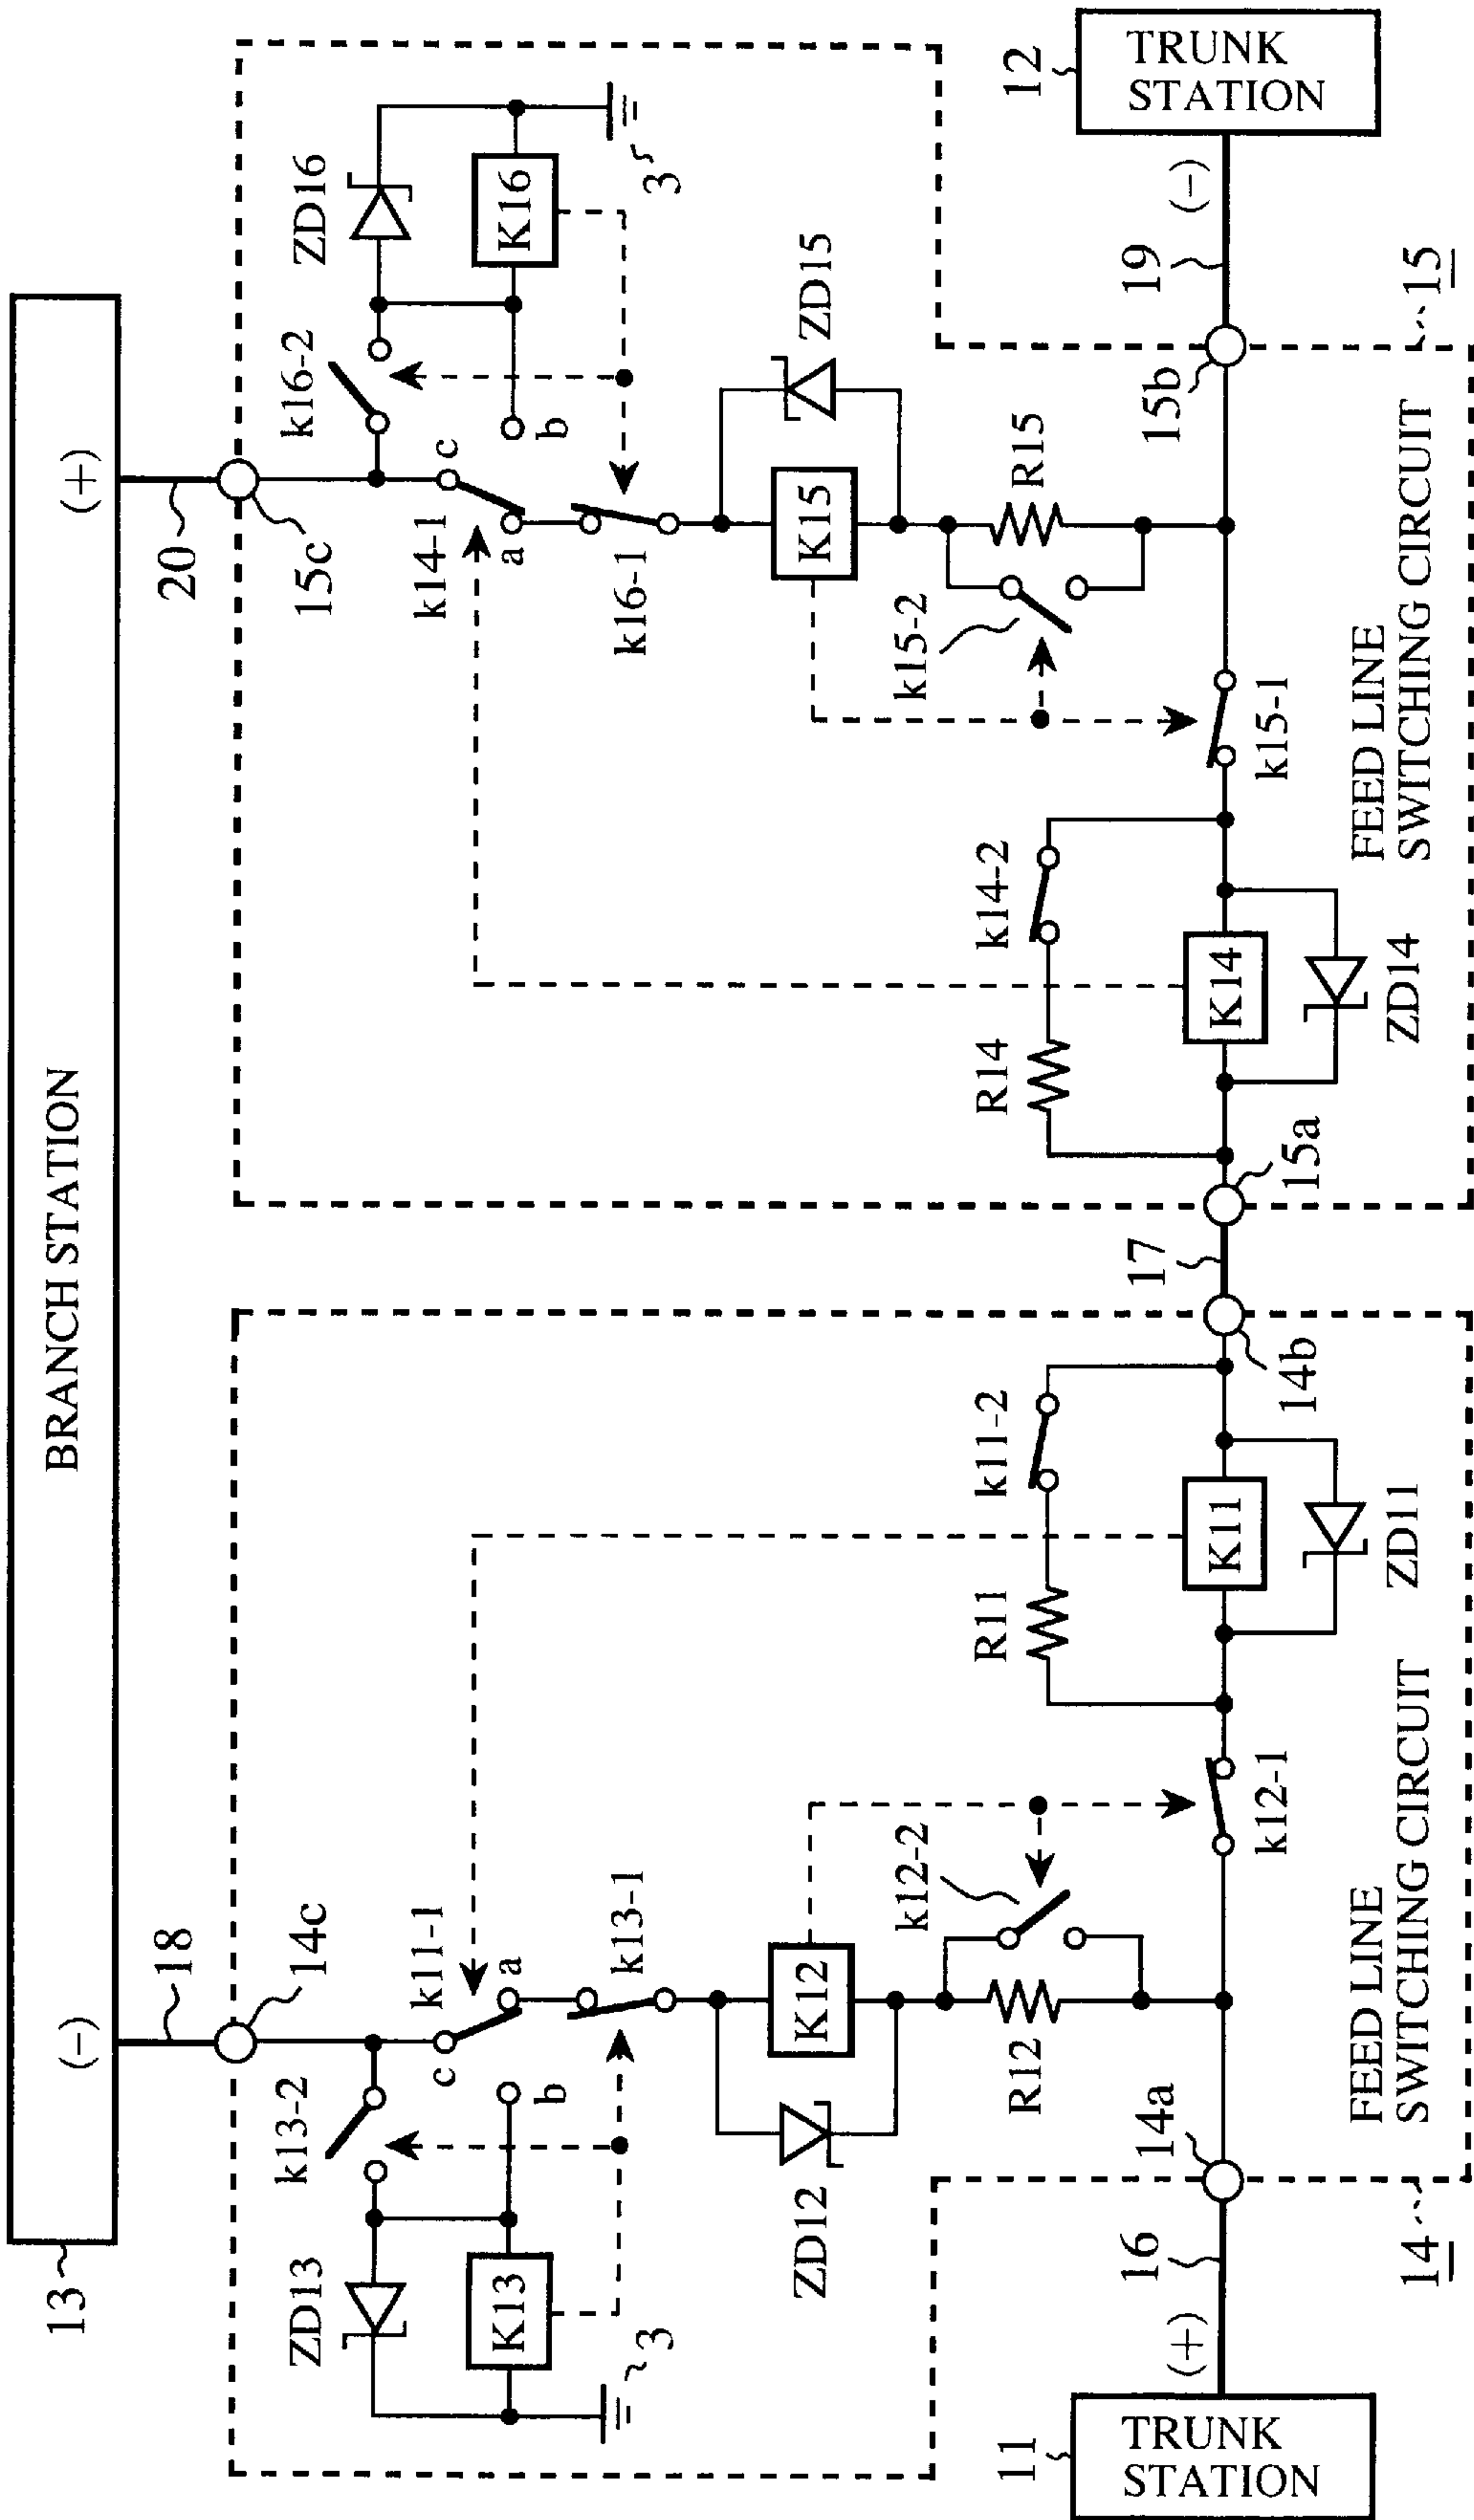 13
BRANCH STATION
(-)
(+)
18
20
14c
15c
k13-2
k11-1
c
a
b
ZD13
K13
3
k13-1
K12
ZD12
k12-2
R12
k12-1
R11
k11-2
K11
ZD11
14a
14b
FEED LINE
SWITCHING CIRCUIT
14
16
(+)
11
TRUNK
STATION
17
15a
R14
k14-2
K14
ZD14
k14-1
c
a
b
k16-2
ZD16
K16
3
k16-1
K15
ZD15
k15-2
R15
k15-1
15b
FEED LINE
SWITCHING CIRCUIT
15
19
(-)
12
TRUNK
STATION